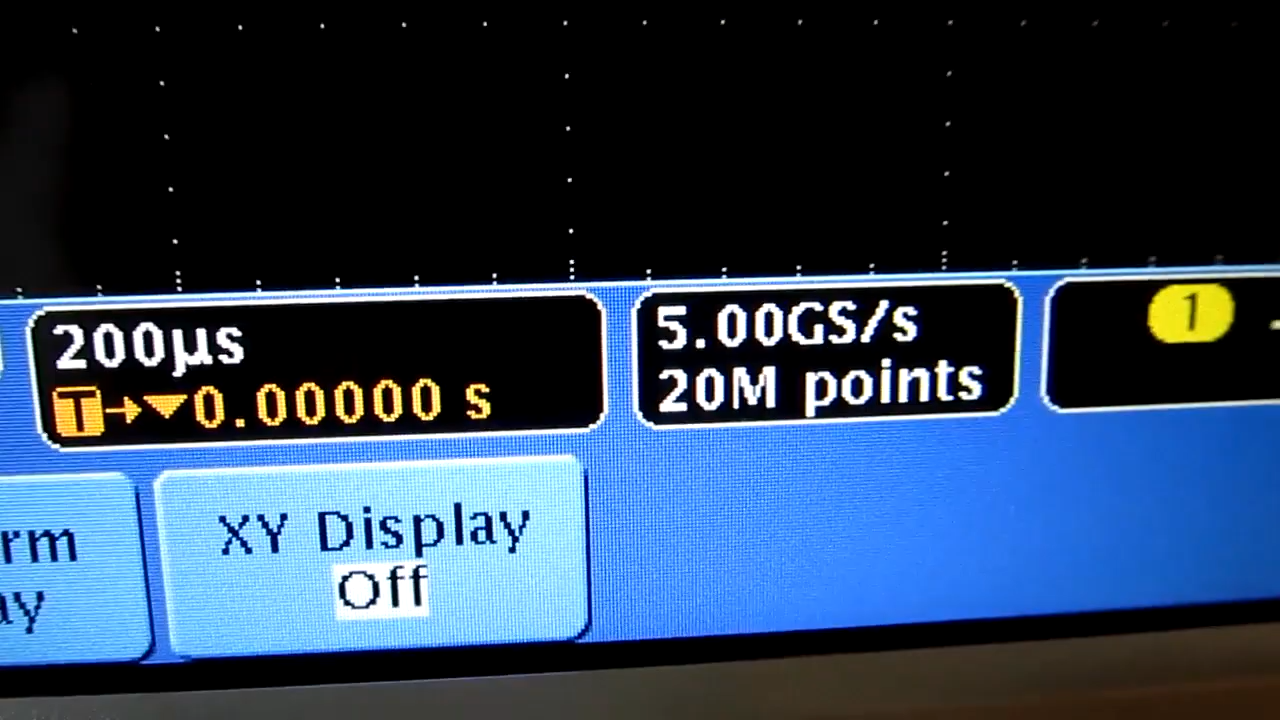 200µs
T→▼0.00000 s
5.00GS/s
20M points
1
rm
ay
XY Display
Off